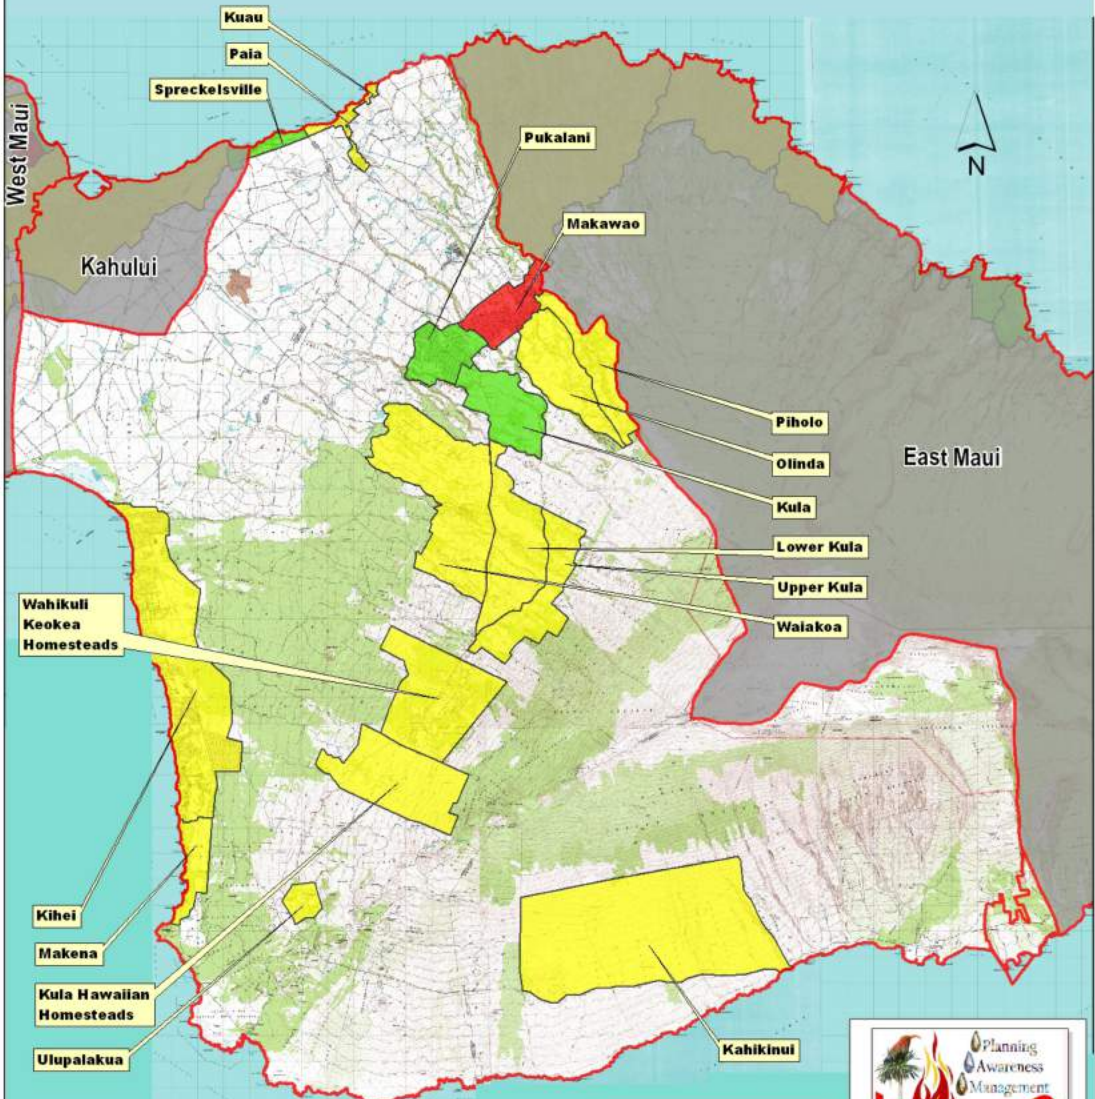 Kuau
Paia
Spreckelsville
West Maui
Pukalani
N
Makawao
Kahului
Piholo
Olinda
East Maui
Kula
Lower Kula
Upper Kula
Waiakoa
Wahikuli
Keokea
Homesteads
Kihei
Makena
Kula Hawaiian
Homesteads
Ulupalakua
Kahikinui
Planning
Awareness
Management